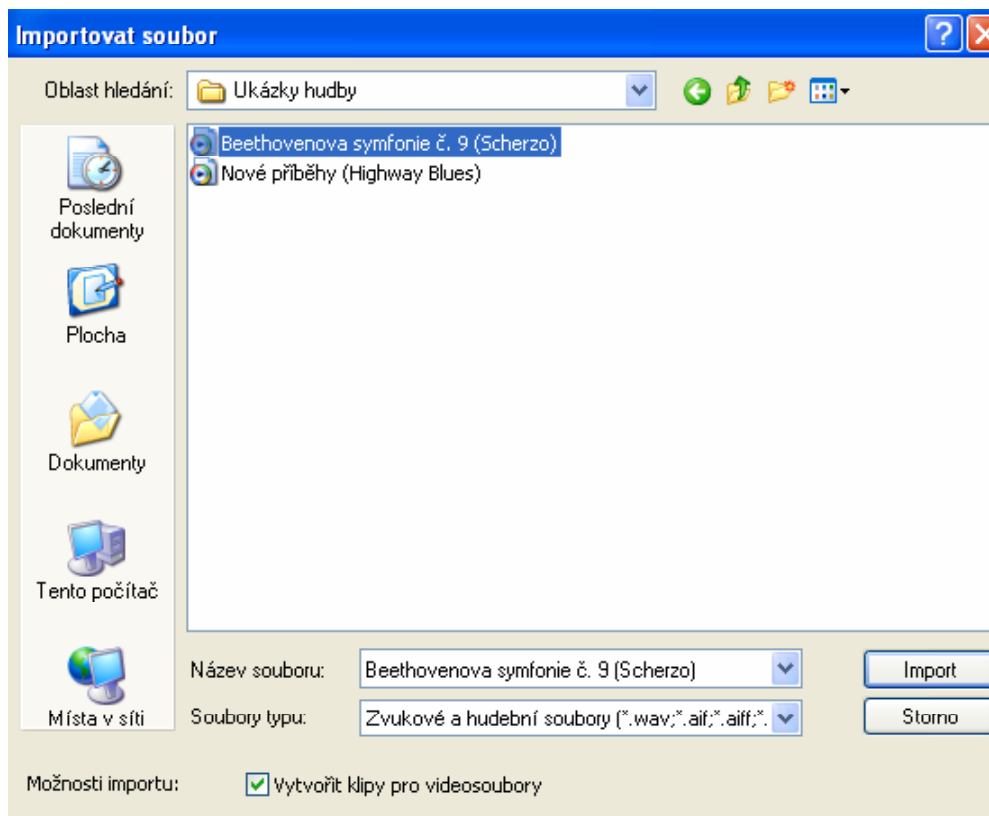 Importovat soubor
Oblast hledání: Ukázky hudby
Beethovenova symfonie č. 9 (Scherzo)
Nové příběhy (Highway Blues)
Poslední
dokumenty
Plocha
Dokumenty
Tento počítač
Místa v síti
Název souboru: Beethovenova symfonie č. 9 (Scherzo) Import
Soubory typu: Zvukové a hudební soubory (*.wav;*.aif;*.aiff;*. Storno
Možnosti importu: Vytvořit klipy pro videosoubory